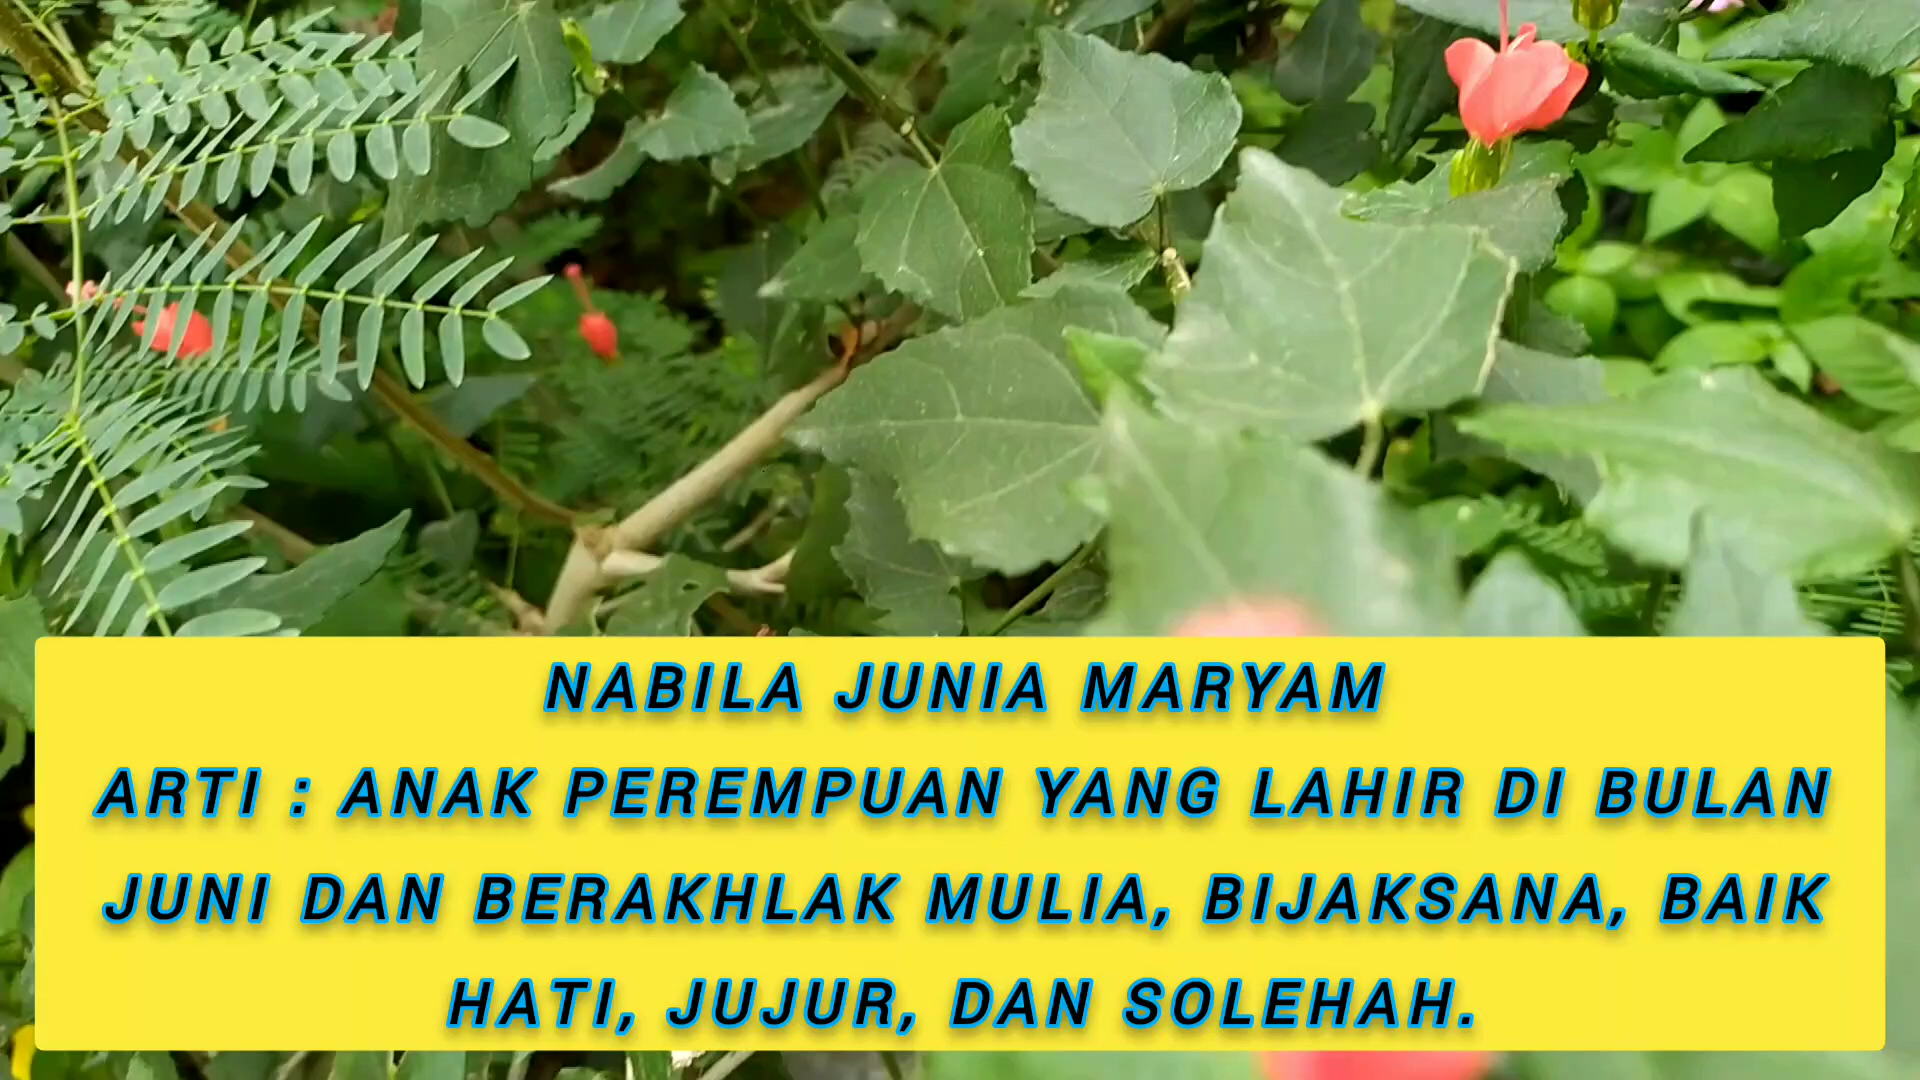 NABILA JUNIA MARYAM
ARTI : ANAK PEREMPUAN YANG LAHIR DI BULAN
JUNI DAN BERAKHLAK MULIA, BIJAKSANA, BAIK
HATI, JUJUR, DAN SOLEHAH.